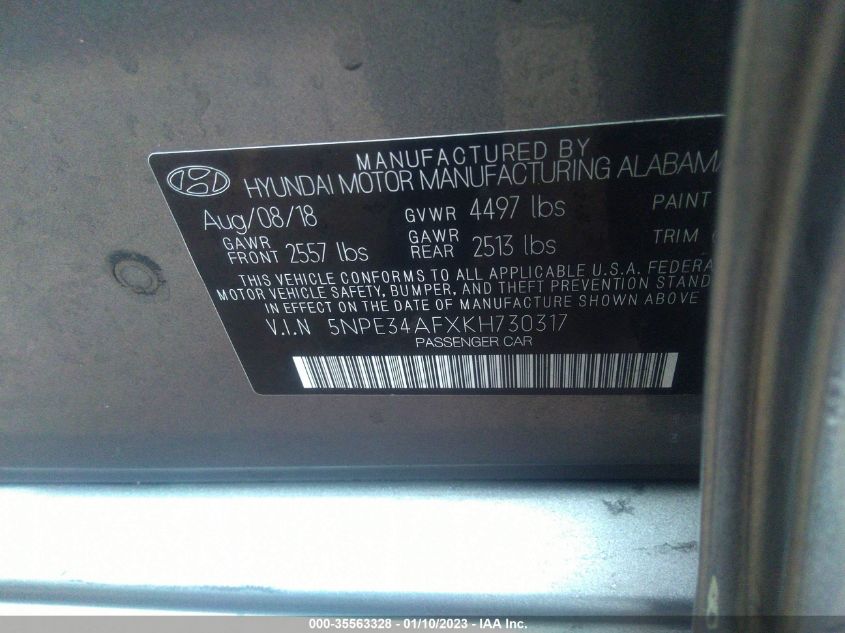 MANUFACTURED BY
HYUNDAI MOTOR MANUFACTURING ALABAMA
Aug/08/18 GVWR 4497 lbs PAINT
GAWR FRONT 2557 lbs GAWR REAR 2513 lbs TRIM
THIS VEHICLE CONFORMS TO ALL APPLICABLE U.S.A. FEDERA
MOTOR VEHICLE SAFETY, BUMPER, AND THEFT PREVENTION STAND
IN EFFECT ON THE DATE OF MANUFACTURE SHOWN ABOVE
V.I.N 5NPE34AFXKH730317
PASSENGER CAR
000-35563328 - 01/10/2023 - IAA Inc.